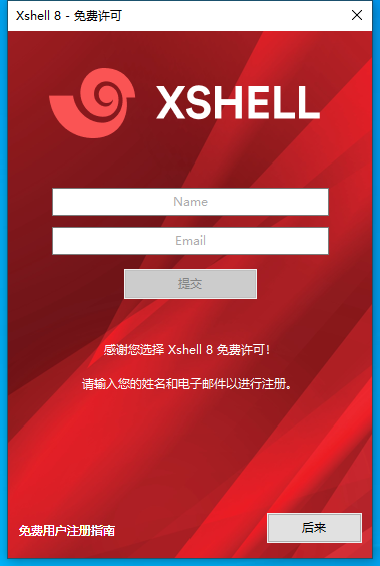 Xshell 8 - 免费许可
XSHELL
Name
Email
提交
感谢您选择 Xshell 8 免费许可!
请输入您的姓名和电子邮件以进行注册。
免费用户注册指南
后来